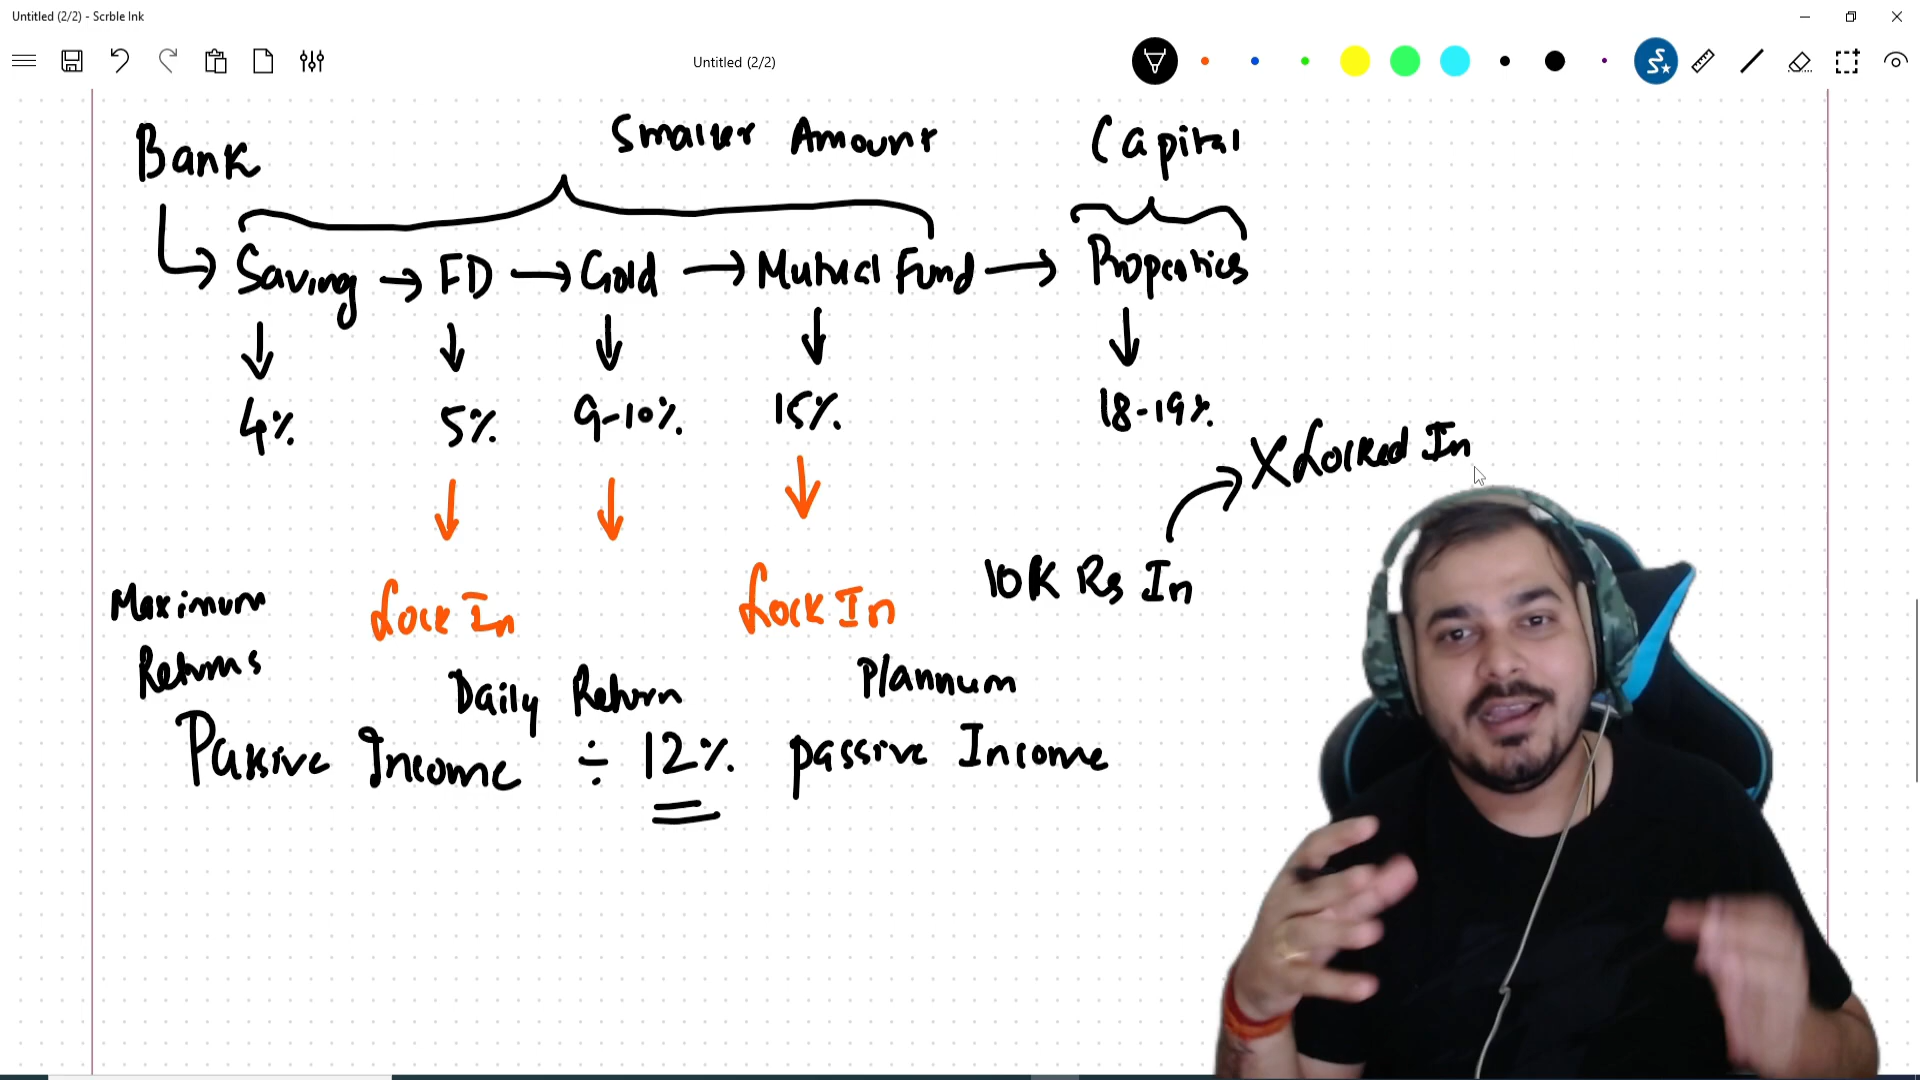 Untitled (2/2) - Scrble Ink
Untitled (2/2)
Bank
Smaller Amount
Capital
Saving → FD → Gold → Mutual Fund → Properties
4% 5% 9-10% 15% 18-19%
X Locked In
10K Rs In
Maximum
Returns
Lock In
Lock In
Daily Return
P/annum
Passive Income ÷ 12% passive Income